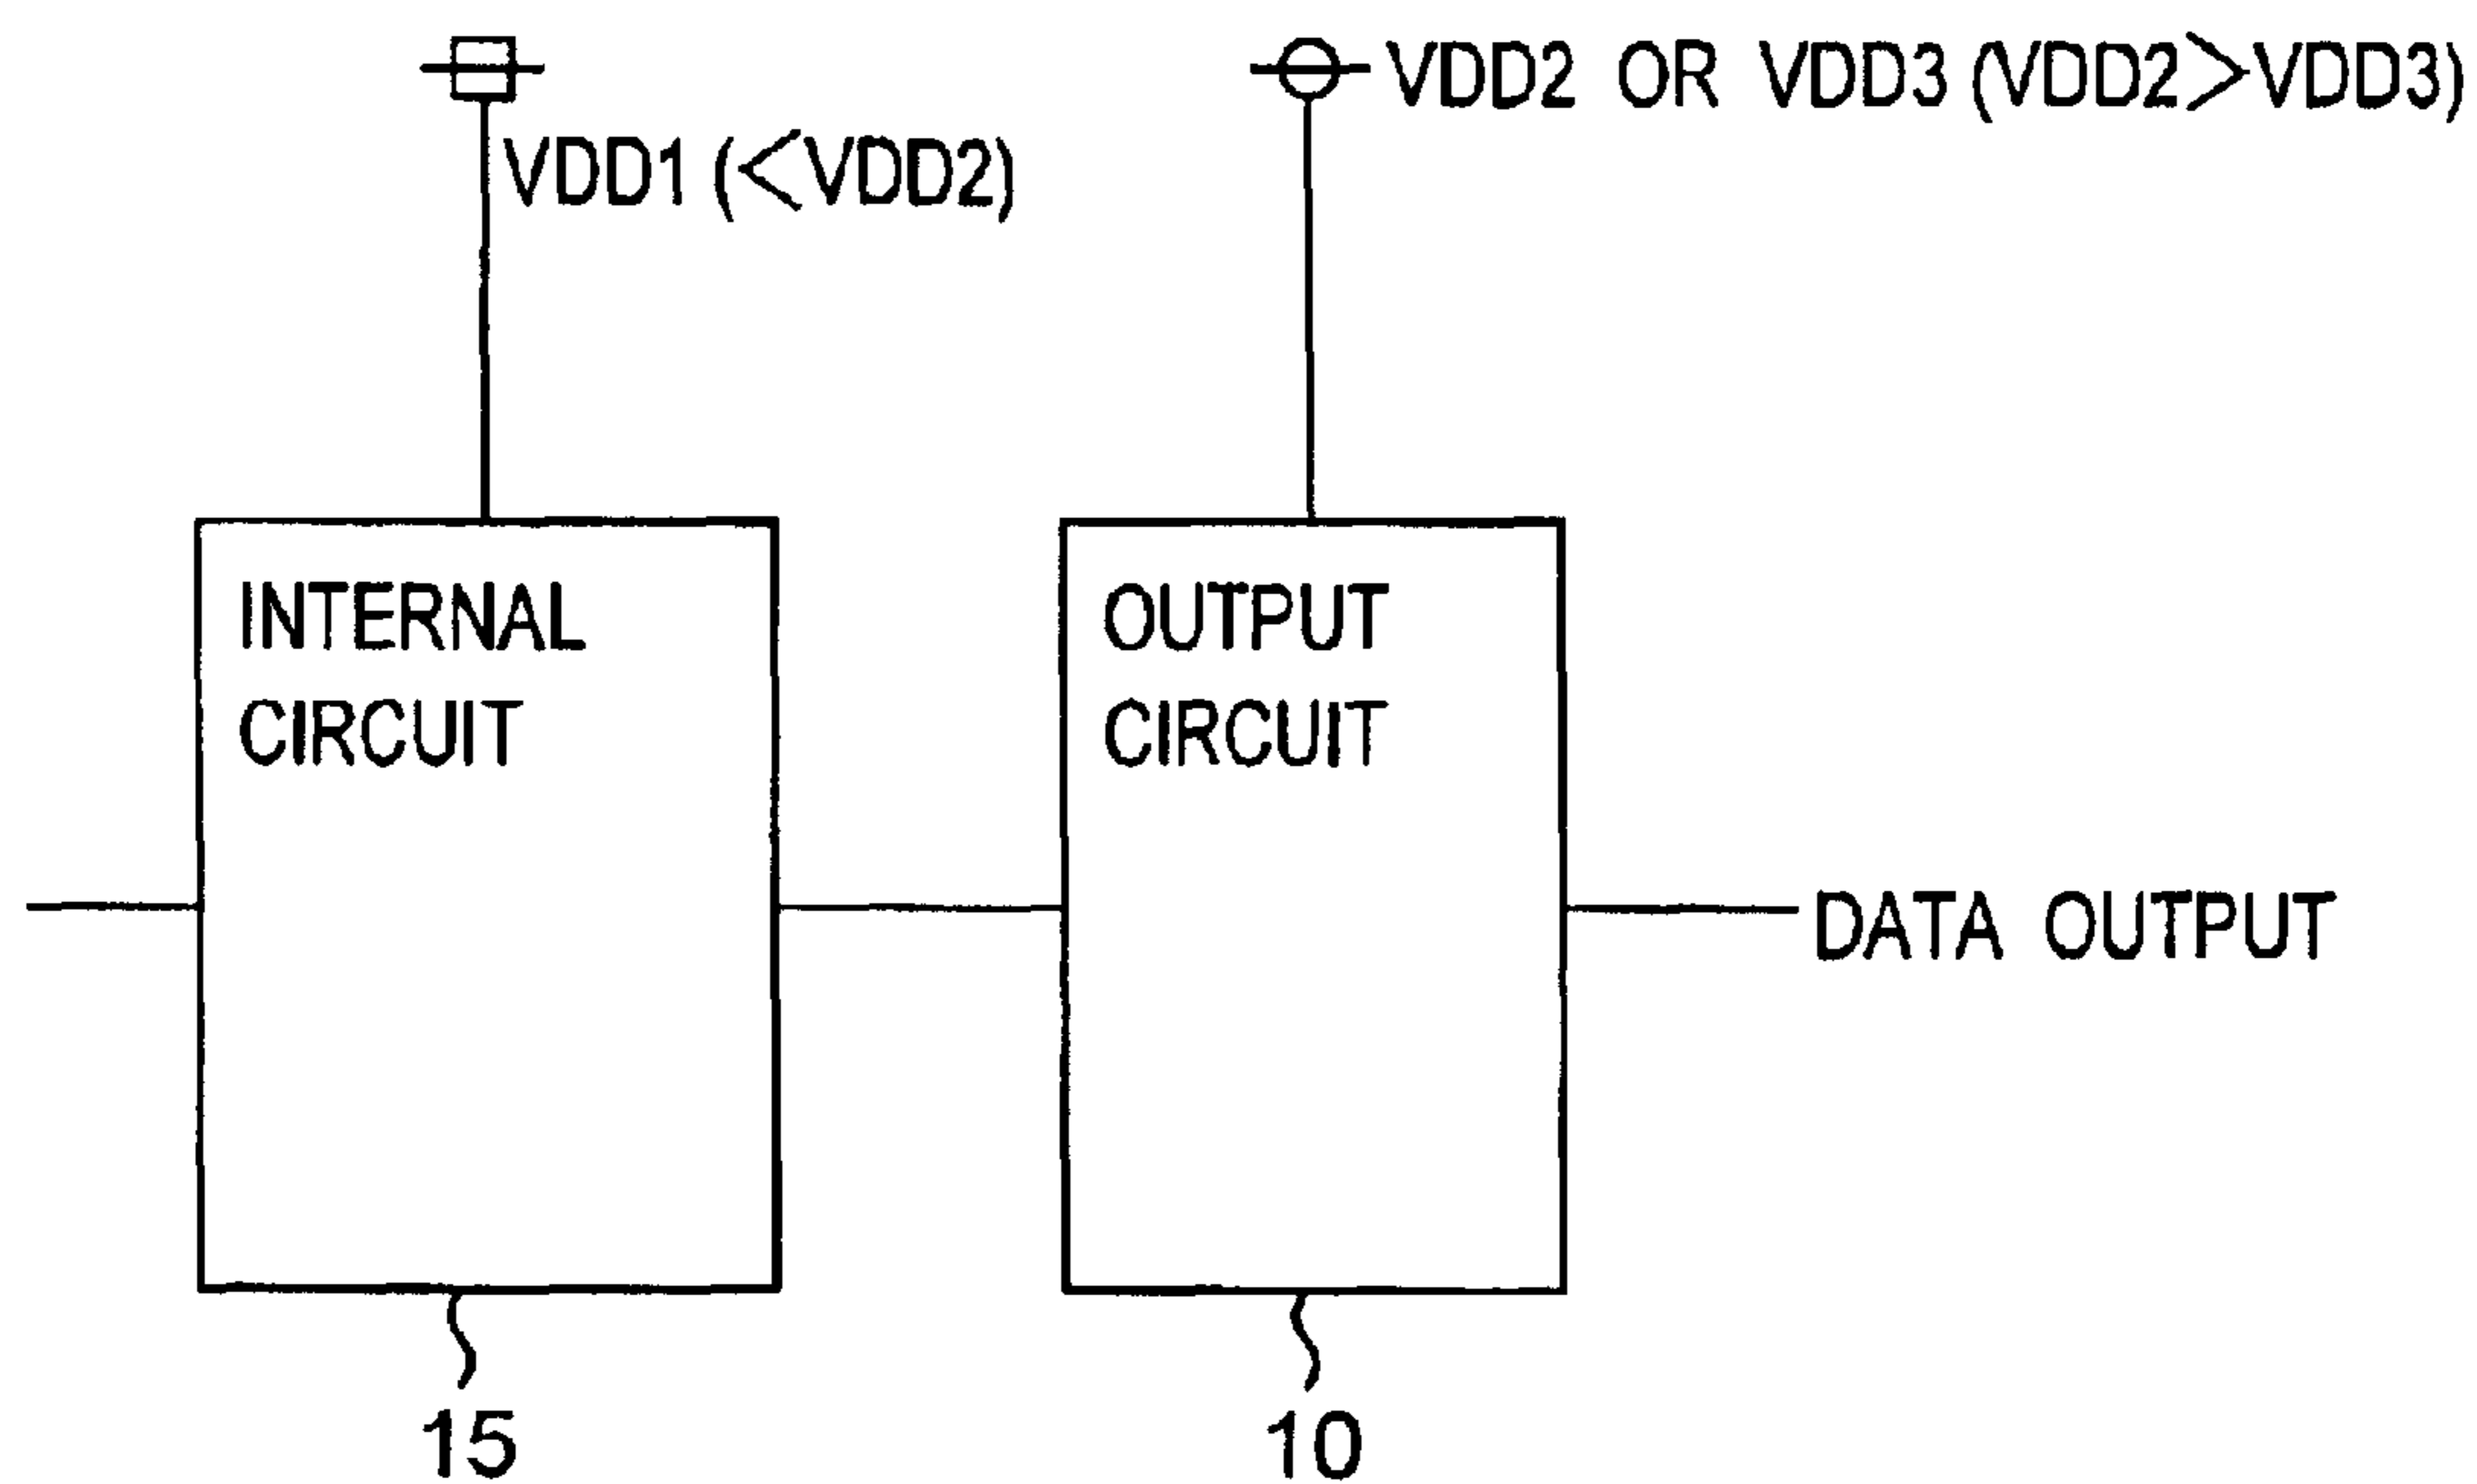 VDD2 OR VDD3 (VDD2>VDD3)
VDD1 (<VDD2)
INTERNAL
CIRCUIT
OUTPUT
CIRCUIT
DATA OUTPUT
15
10